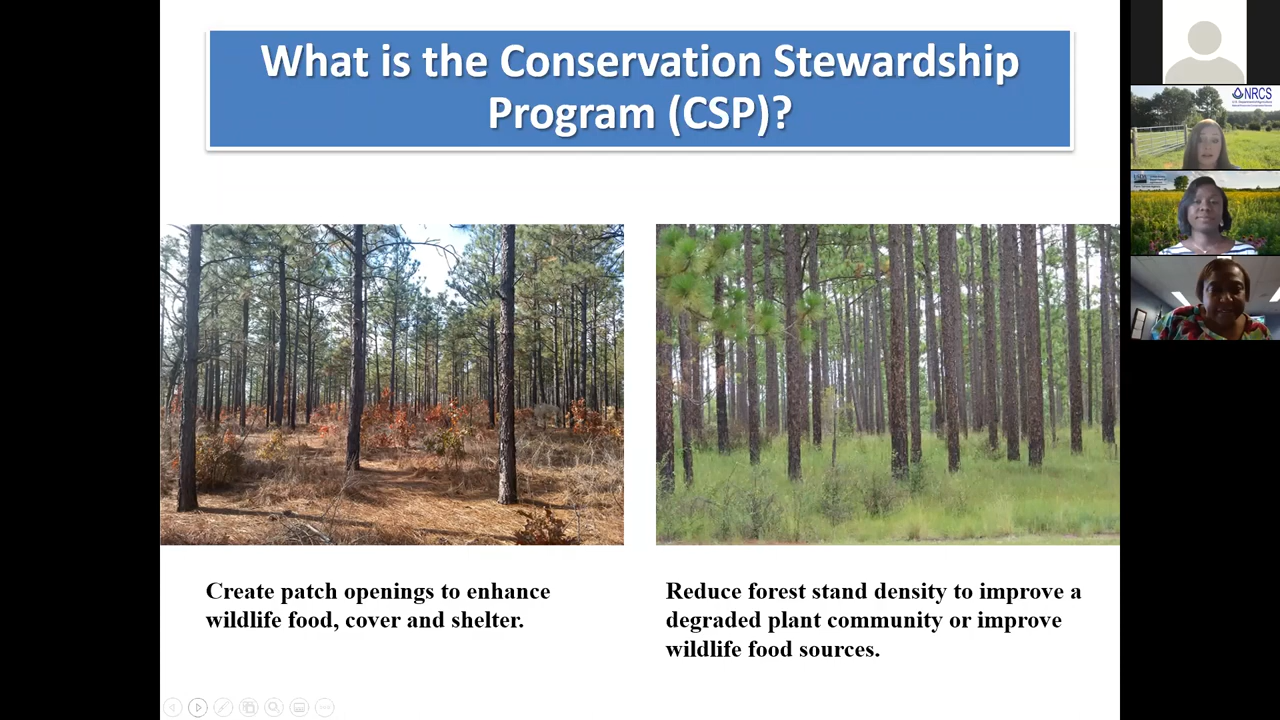 What is the Conservation Stewardship
Program (CSP)?
Create patch openings to enhance
wildlife food, cover and shelter.
Reduce forest stand density to improve a
degraded plant community or improve
wildlife food sources.
NRCS
USDA